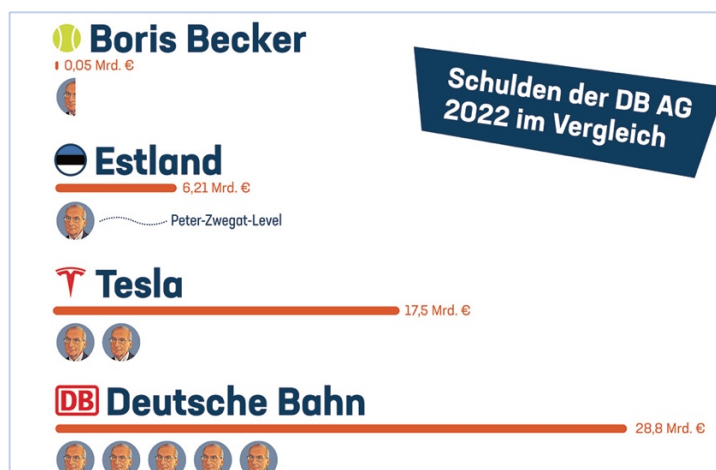 Boris Becker
0,05 Mrd. €
Schulden der DB AG
2022 im Vergleich
Estland
6,21 Mrd. €
Peter-Zwegat-Level
Tesla
17,5 Mrd. €
DB Deutsche Bahn
28,8 Mrd. €